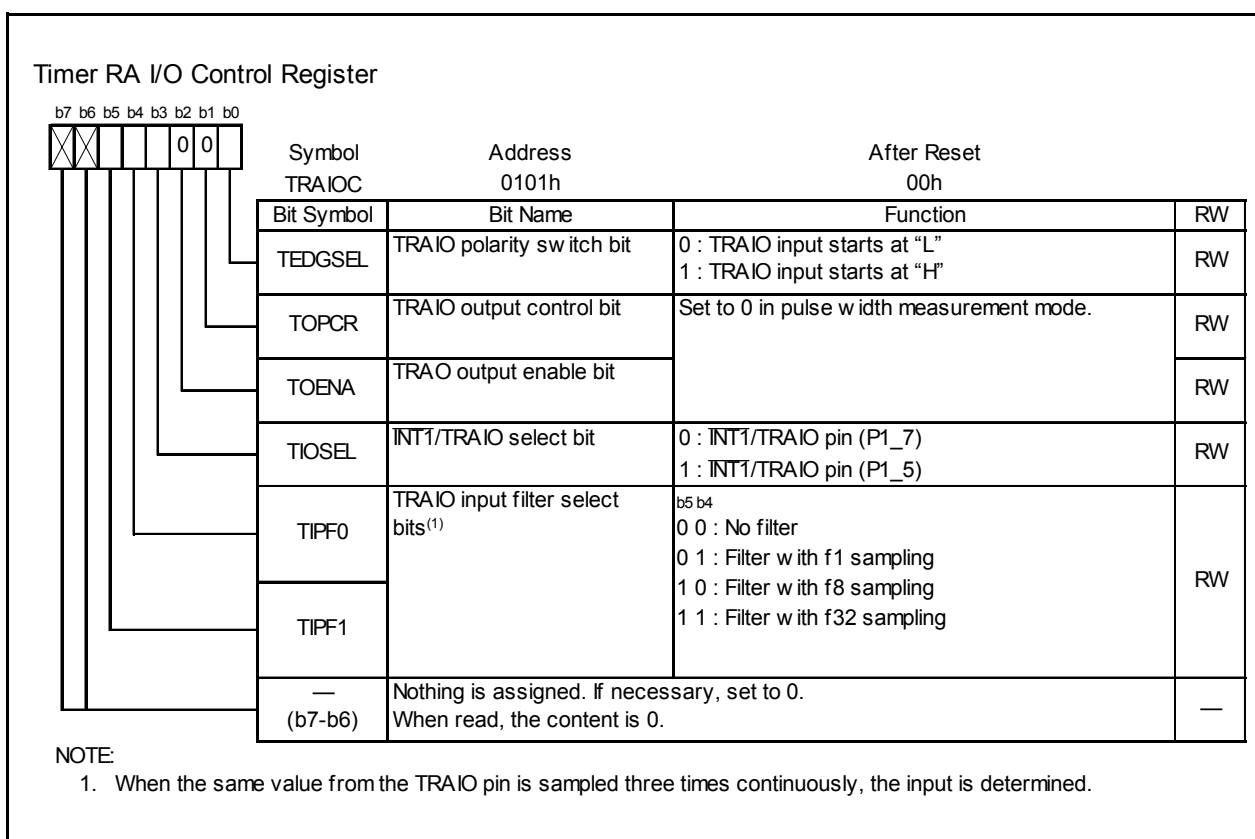 Timer RA I/O Control Register
b7 b6 b5 b4 b3 b2 b1 b0
0 0
Symbol Address After Reset
TRAIOC 0101h 00h
Bit Symbol Bit Name Function RW
TEDGSEL TRAIO polarity switch bit 0 : TRAIO input starts at “L” RW
1 : TRAIO input starts at “H”
TOPCR TRAIO output control bit Set to 0 in pulse width measurement mode. RW
TOENA TRAO output enable bit RW
TIOSEL INT1/TRAIO select bit 0 : INT1/TRAIO pin (P1_7) RW
1 : INT1/TRAIO pin (P1_5)
TIPF0 TRAIO input filter select bits(1) b5 b4
0 0 : No filter
0 1 : Filter with f1 sampling
1 0 : Filter with f8 sampling RW
TIPF1 1 1 : Filter with f32 sampling
— Nothing is assigned. If necessary, set to 0. —
(b7-b6) When read, the content is 0.
NOTE:
1. When the same value from the TRAIO pin is sampled three times continuously, the input is determined.